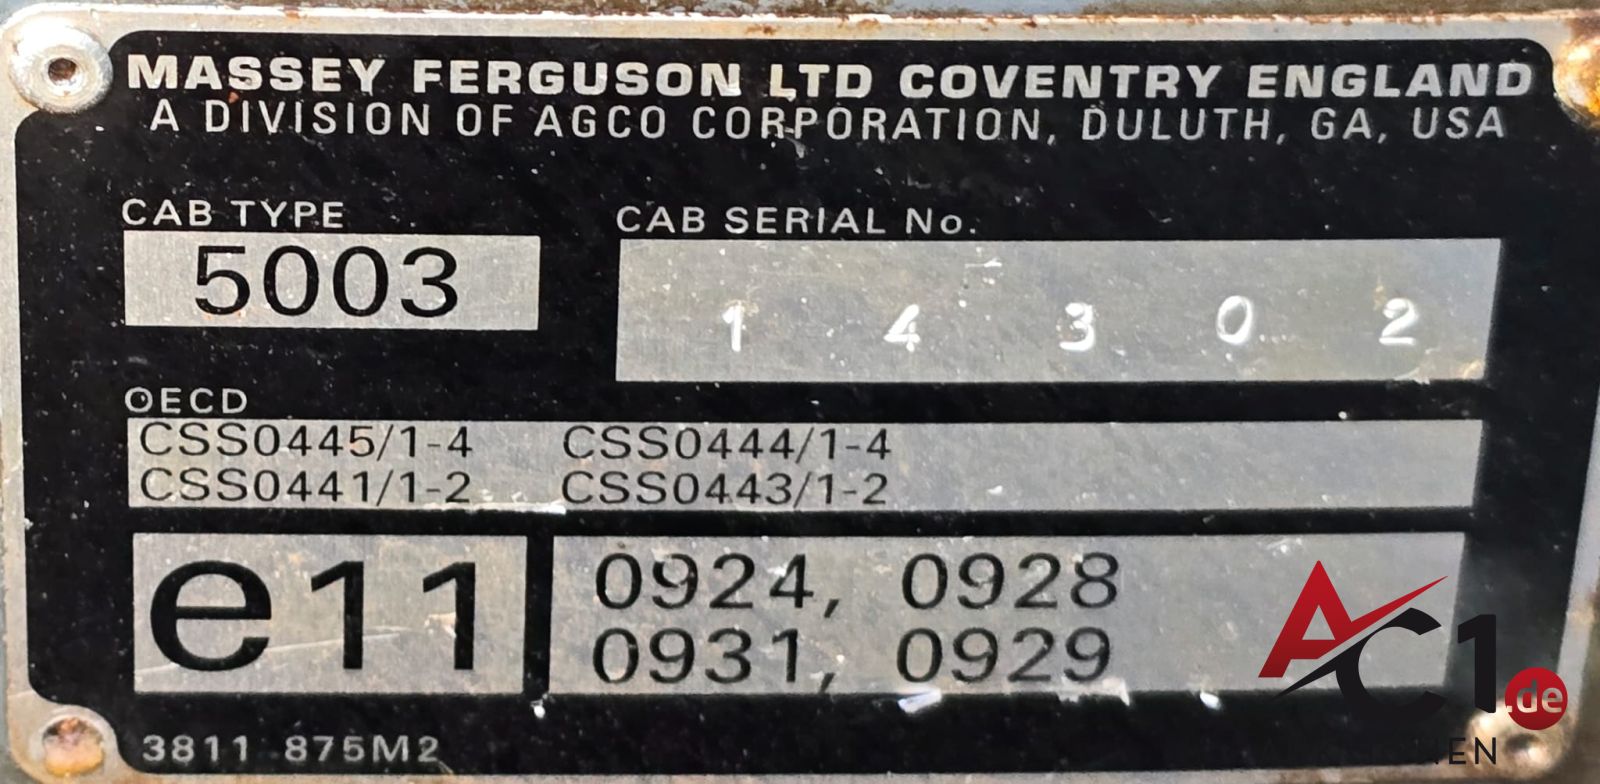 MASSEY FERGUSON LTD COVENTRY ENGLAND
A DIVISION OF AGCO CORPORATION, DULUTH, GA, USA
CAB TYPE
5003
CAB SERIAL No.
1 4 3 0 2
OECD
CSS0445/1-4 CSS0444/1-4
CSS0441/1-2 CSS0443/1-2
e11
0924, 0928
0931, 0929
3811 875M2
AC1.de